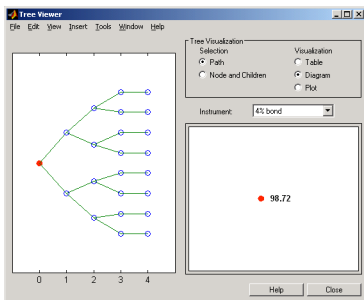 Tree Viewer
File Edit View Insert Tools Window Help
Tree Visualization
Selection
Visualization
Path
Table
Node and Children
Diagram
Plot
Instrument:
4% bond
98.72
0 1 2 3 4
Help
Close